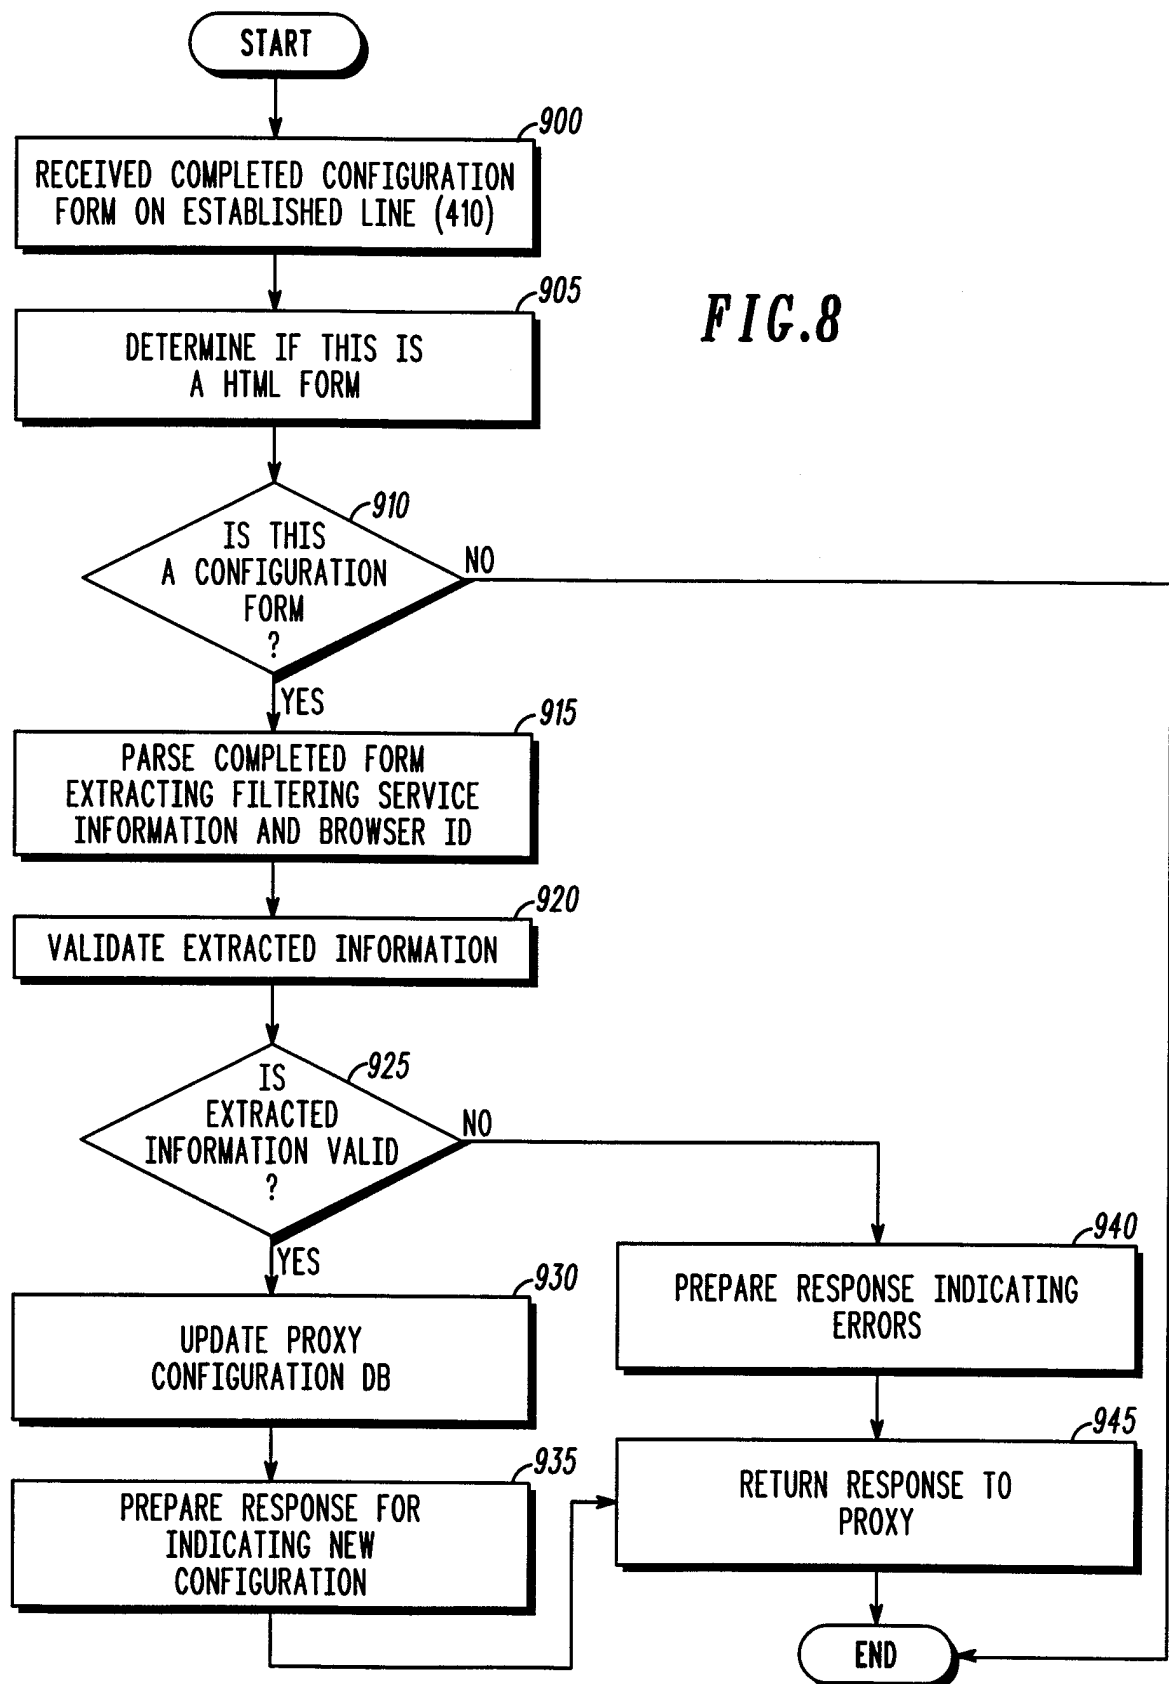 START
900
RECEIVED COMPLETED CONFIGURATION
FORM ON ESTABLISHED LINE (410)
905
DETERMINE IF THIS IS
A HTML FORM
FIG.8
910
IS THIS
A CONFIGURATION
FORM
?
NO
YES
915
PARSE COMPLETED FORM
EXTRACTING FILTERING SERVICE
INFORMATION AND BROWSER ID
920
VALIDATE EXTRACTED INFORMATION
925
IS
EXTRACTED
INFORMATION VALID
?
NO
YES
930
UPDATE PROXY
CONFIGURATION DB
935
PREPARE RESPONSE FOR
INDICATING NEW
CONFIGURATION
940
PREPARE RESPONSE INDICATING
ERRORS
945
RETURN RESPONSE TO
PROXY
END